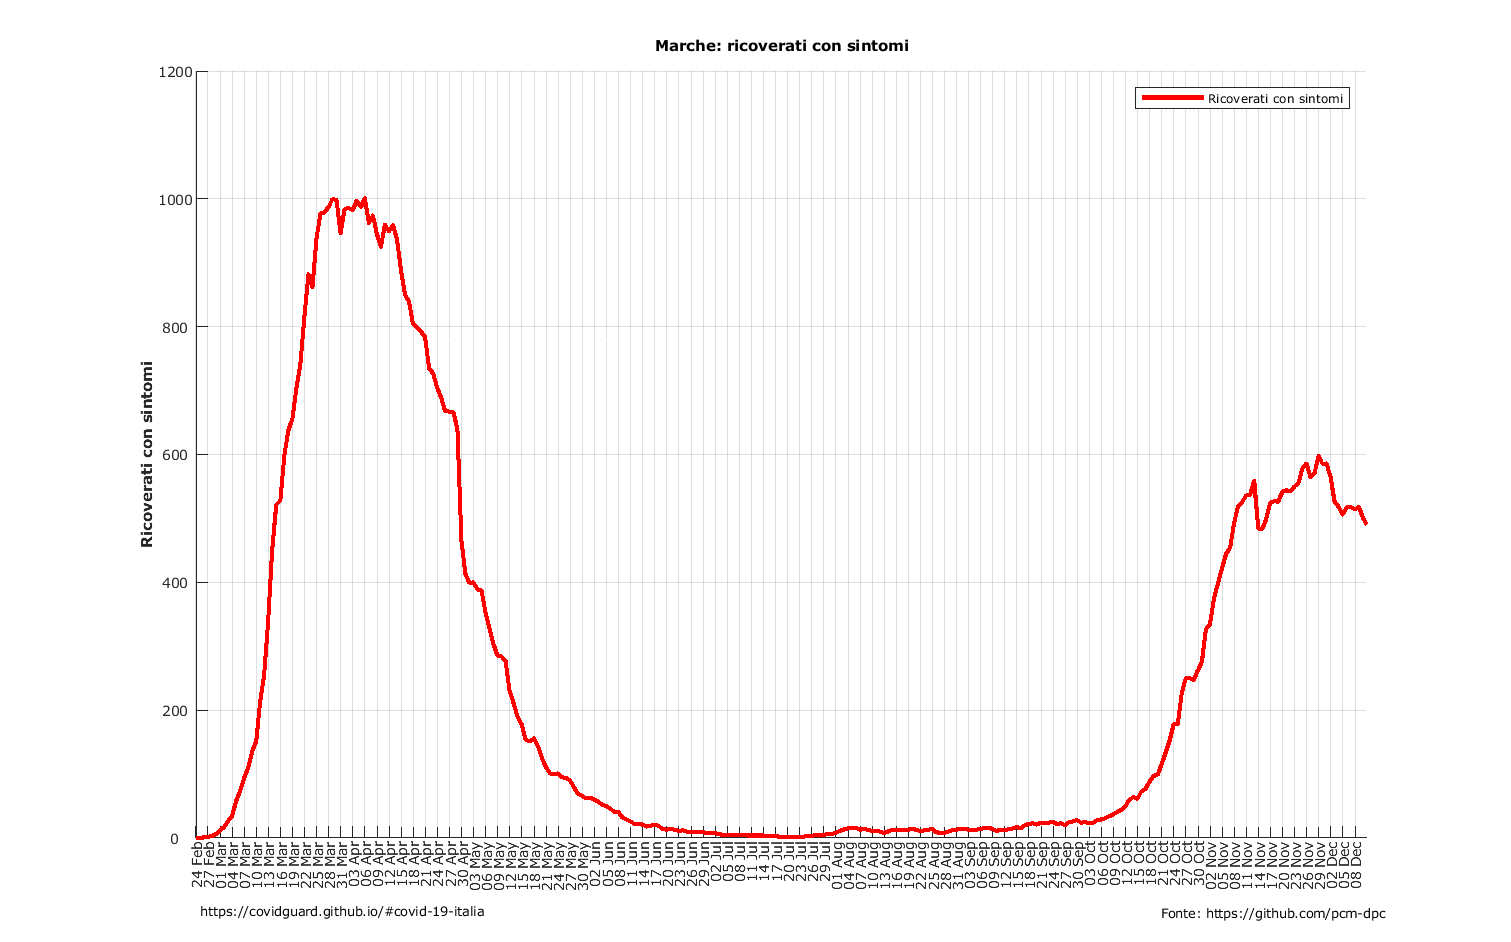 Marche: ricoverati con sintomi
Ricoverati con sintomi
Ricoverati con sintomi
1200
1000
800
600
400
200
0
24 Feb
27 Feb
01 Mar
04 Mar
07 Mar
10 Mar
13 Mar
16 Mar
19 Mar
22 Mar
25 Mar
28 Mar
31 Mar
03 Apr
06 Apr
09 Apr
12 Apr
15 Apr
18 Apr
21 Apr
24 Apr
27 Apr
30 Apr
03 May
06 May
09 May
12 May
15 May
18 May
21 May
24 May
27 May
30 May
02 Jun
05 Jun
08 Jun
11 Jun
14 Jun
17 Jun
20 Jun
23 Jun
26 Jun
29 Jun
02 Jul
05 Jul
08 Jul
11 Jul
14 Jul
17 Jul
20 Jul
23 Jul
26 Jul
29 Jul
01 Aug
04 Aug
07 Aug
10 Aug
13 Aug
16 Aug
19 Aug
22 Aug
25 Aug
28 Aug
31 Aug
03 Sep
06 Sep
09 Sep
12 Sep
15 Sep
18 Sep
21 Sep
24 Sep
27 Sep
30 Sep
03 Oct
06 Oct
09 Oct
12 Oct
15 Oct
18 Oct
21 Oct
24 Oct
27 Oct
30 Oct
02 Nov
05 Nov
08 Nov
11 Nov
14 Nov
17 Nov
20 Nov
23 Nov
26 Nov
29 Nov
02 Dec
05 Dec
08 Dec
https://covidguard.github.io/#covid-19-italia
Fonte: https://github.com/pcm-dpc